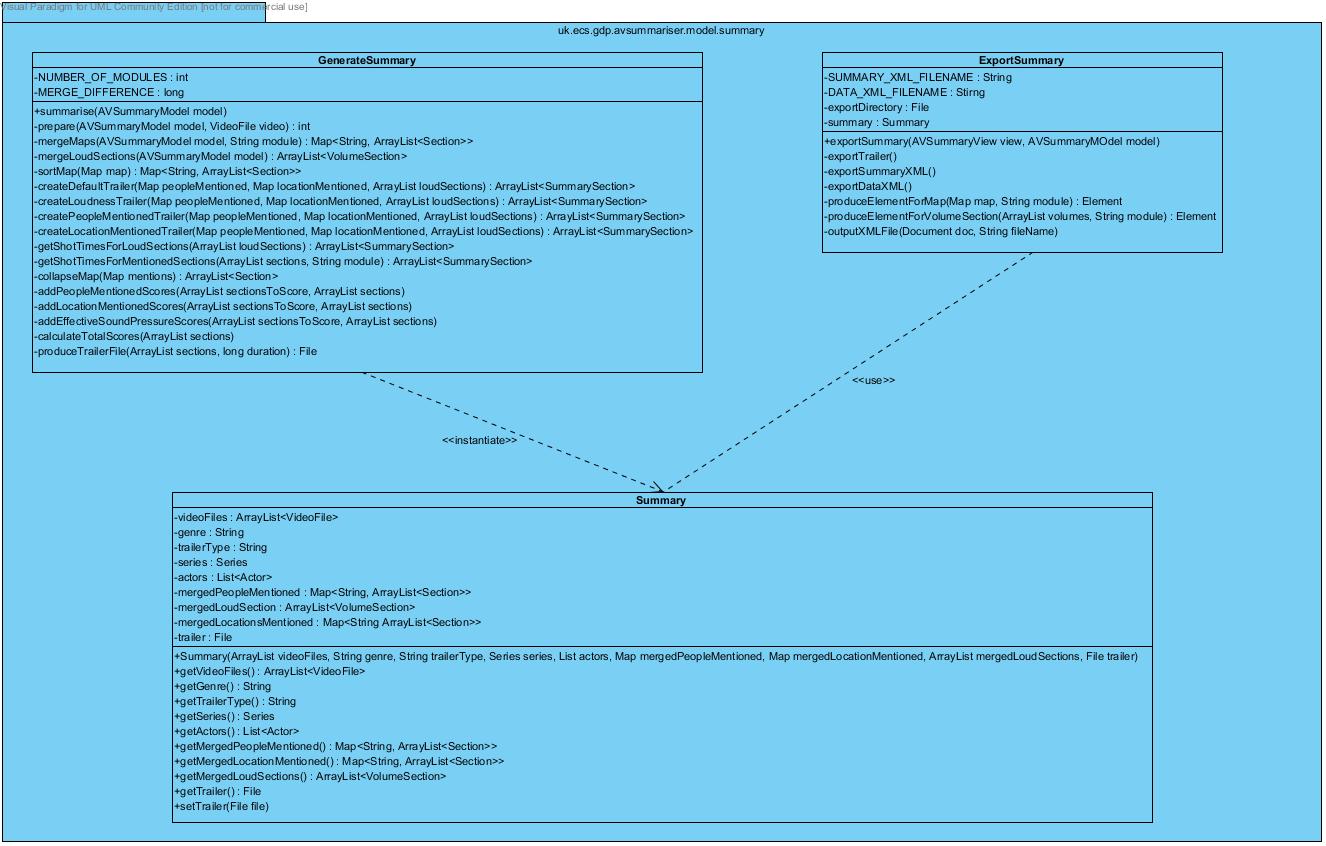 Visual Paradigm for UML Community Edition [not for commercial use]
uk.ecs.gdp.avsummariser.model.summary
GenerateSummary
-NUMBER_OF_MODULES : int
-MERGE_DIFFERENCE : long
+summarise(AVSummaryModel model)
-prepare(AVSummaryModel model, VideoFile video) : int
-mergeMaps(AVSummaryModel model, String module) : Map<String, ArrayList<Section>>
-mergeLoudSections(AVSummaryModel model) : ArrayList<VolumeSection>
-sortMap(Map map) : Map<String, ArrayList<Section>>
-createDefaultTrailer(Map peopleMentioned, Map locationMentioned, ArrayList loudSections) : ArrayList<SummarySection>
-createLoudnessTrailer(Map peopleMentioned, Map locationMentioned, ArrayList loudSections) : ArrayList<SummarySection>
-createPeopleMentionedTrailer(Map peopleMentioned, Map locationMentioned, ArrayList loudSections) : ArrayList<SummarySection>
-createLocationMentionedTrailer(Map peopleMentioned, Map locationMentioned, ArrayList loudSections) : ArrayList<SummarySection>
-getShotTimesForLoudSections(ArrayList loudSections) : ArrayList<SummarySection>
-getShotTimesForMentionedSections(ArrayList sections, String module) : ArrayList<SummarySection>
-collapseMap(Map mentions) : ArrayList<Section>
-addPeopleMentionedScores(ArrayList sectionsToScore, ArrayList sections)
-addLocationMentionedScores(ArrayList sectionsToScore, ArrayList sections)
-addEffectiveSoundPressureScores(ArrayList sectionsToScore, ArrayList sections)
-calculateTotalScores(ArrayList sections)
-produceTrailerFile(ArrayList sections, long duration) : File
ExportSummary
-SUMMARY_XML_FILENAME : String
-DATA_XML_FILENAME : Stirng
-exportDirectory : File
-summary : Summary
+exportSummary(AVSummaryView view, AVSummaryMOdel model)
-exportTrailer()
-exportSummaryXML()
-exportDataXML()
-produceElementForMap(Map map, String module) : Element
-produceElementForVolumeSection(ArrayList volumes, String module) : Element
-outputXMLFile(Document doc, String fileName)
<<use>>
<<instantiate>>
Summary
-videoFiles : ArrayList<VideoFile>
-genre : String
-trailerType : String
-series : Series
-actors : List<Actor>
-mergedPeopleMentioned : Map<String, ArrayList<Section>>
-mergedLoudSection : ArrayList<VolumeSection>
-mergedLocationsMentioned : Map<String ArrayList<Section>>
-trailer : File
+Summary(ArrayList videoFiles, String genre, String trailerType, Series series, List actors, Map mergedPeopleMentioned, Map mergedLocationMentioned, ArrayList mergedLoudSections, File trailer)
+getVideoFiles() : ArrayList<VideoFile>
+getGenre() : String
+getTrailerType() : String
+getSeries() : Series
+getActors() : List<Actor>
+getMergedPeopleMentioned() : Map<String, ArrayList<Section>>
+getMergedLocationMentioned() : Map<String, ArrayList<Section>>
+getMergedLoudSections() : ArrayList<VolumeSection>
+getTrailer() : File
+setTrailer(File file)